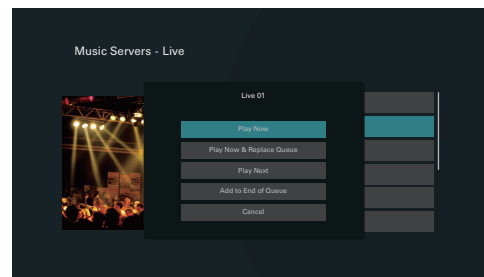 Music Servers - Live
Live 01
Play Now
Play Now & Replace Queue
Play Next
Add to End of Queue
Cancel